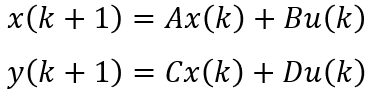 x(k + 1) = Ax(k) + Bu(k)
y(k + 1) = Cx(k) + Du(k)